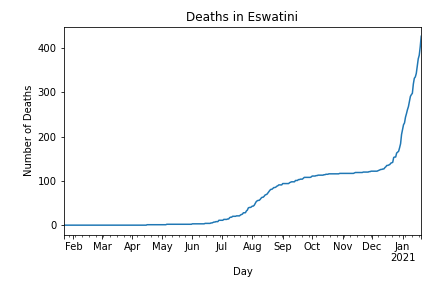 Deaths in Eswatini
Number of Deaths
400
300
200
100
0
Feb Mar Apr May Jun Jul Aug Sep Oct Nov Dec Jan
2021
Day